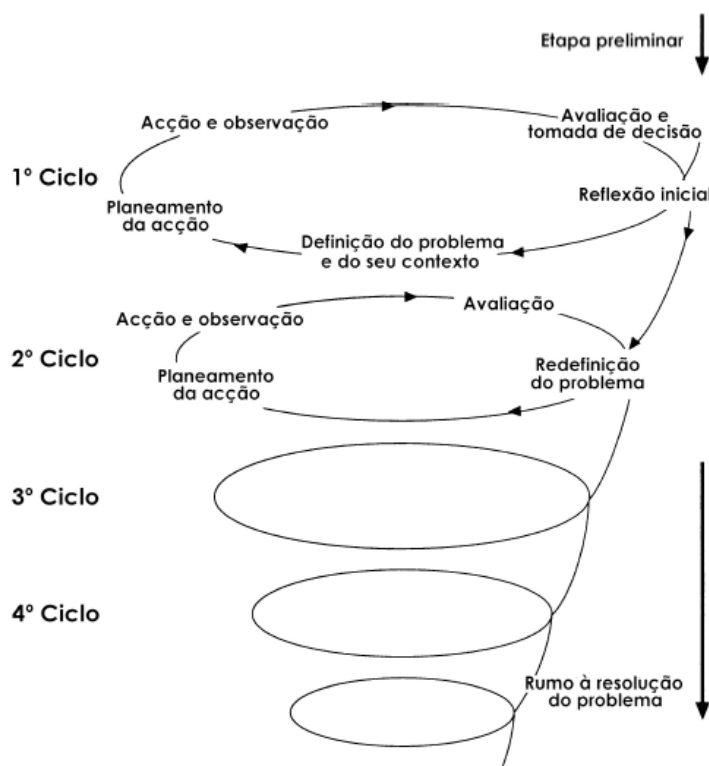 Etapa preliminar
Acção e observação
Avaliação e
tomada de decisão
1º Ciclo
Reflexão inicial
Planeamento
da acção
Definição do problema
e do seu contexto
Acção e observação
Avaliação
2º Ciclo
Planeamento
da acção
Redefinição
do problema
3º Ciclo
4º Ciclo
Rumo à resolução
do problema